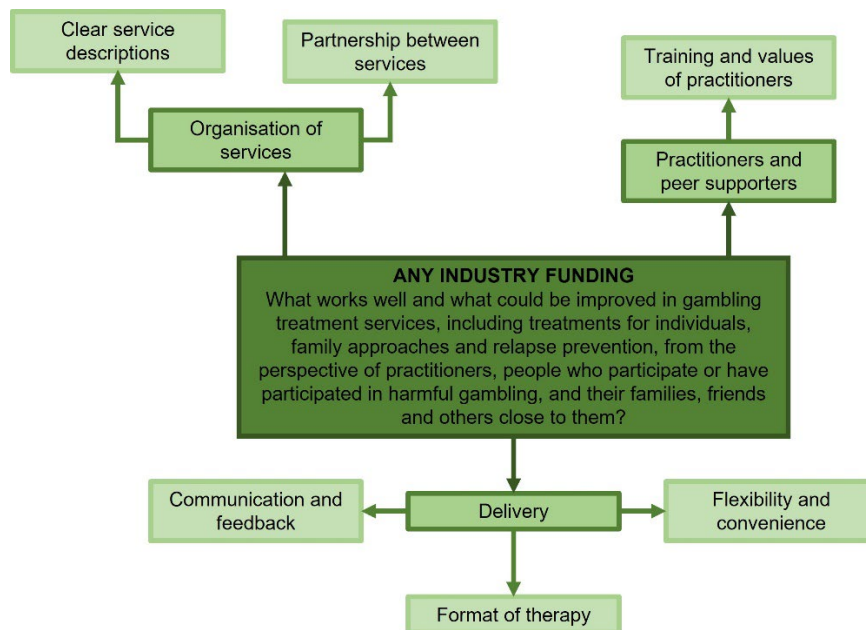 Clear service
descriptions
Partnership between
services
Training and values
of practitioners
Organisation of
services
Practitioners and
peer supporters
ANY INDUSTRY FUNDING
What works well and what could be improved in gambling
treatment services, including treatments for individuals,
family approaches and relapse prevention, from the
perspective of practitioners, people who participate or have
participated in harmful gambling, and their families, friends
and others close to them?
Communication and
feedback
Delivery
Flexibility and
convenience
Format of therapy